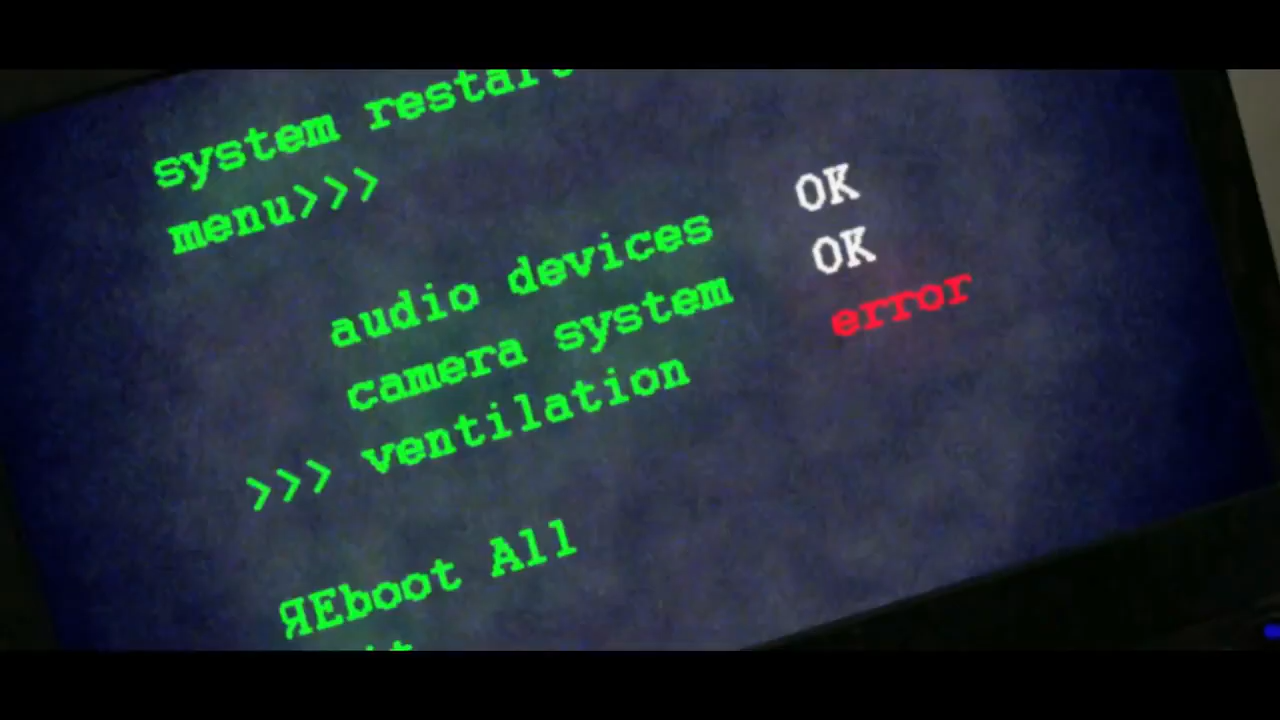 system restart
menu>>>
audio devices OK
camera system OK
>>> ventilation error
ЯEboot All